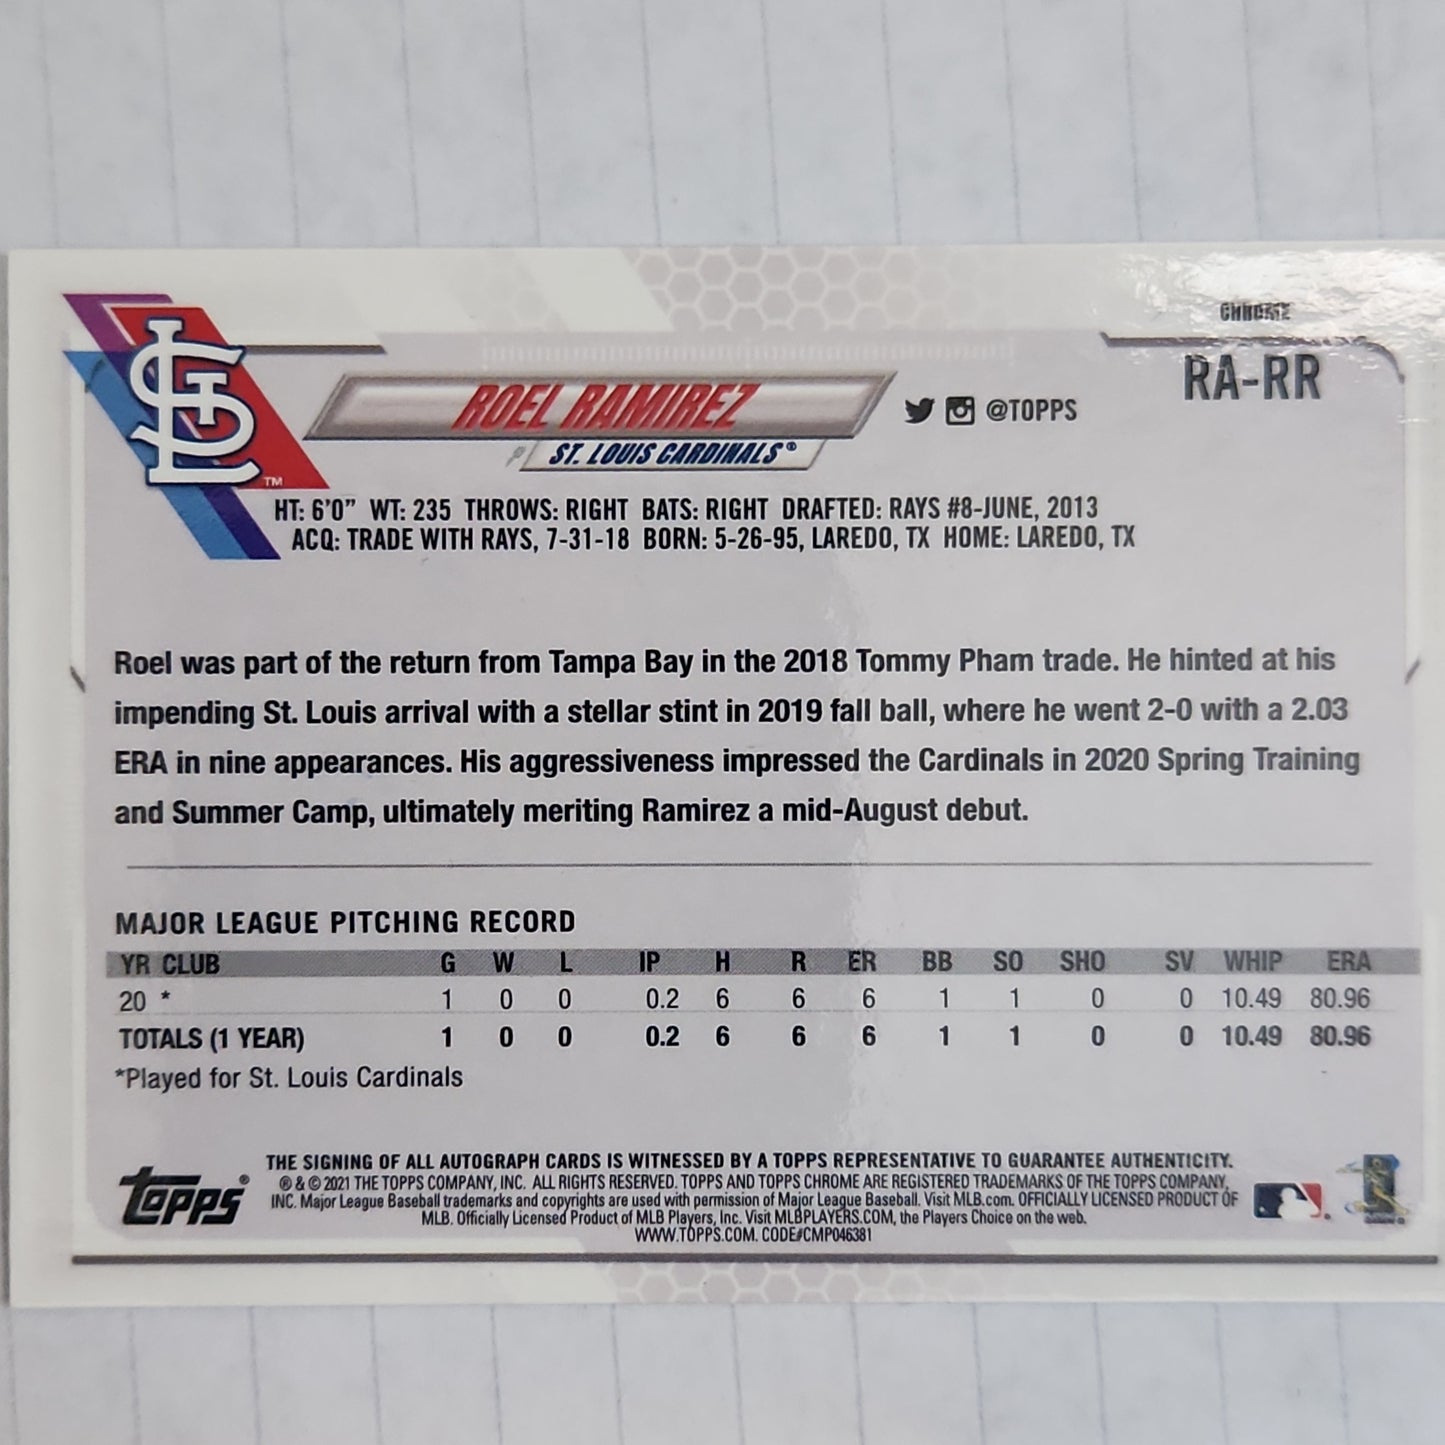 CHROME
RA-RR
ROEL RAMIREZ
@TOPPS
ST. LOUIS CARDINALS®
STL TM
HT: 6'0" WT: 235 THROWS: RIGHT BATS: RIGHT DRAFTED: RAYS #8-JUNE, 2013
ACQ: TRADE WITH RAYS, 7-31-18 BORN: 5-26-95, LAREDO, TX HOME: LAREDO, TX
Roel was part of the return from Tampa Bay in the 2018 Tommy Pham trade. He hinted at his
impending St. Louis arrival with a stellar stint in 2019 fall ball, where he went 2-0 with a 2.03
ERA in nine appearances. His aggressiveness impressed the Cardinals in 2020 Spring Training
and Summer Camp, ultimately meriting Ramirez a mid-August debut.
MAJOR LEAGUE PITCHING RECORD
YR CLUB G W L IP H R ER BB SO SHO SV WHIP ERA
20 * 1 0 0 0.2 6 6 6 1 1 0 0 10.49 80.96
TOTALS (1 YEAR) 1 0 0 0.2 6 6 6 1 1 0 0 10.49 80.96
*Played for St. Louis Cardinals
topps®
THE SIGNING OF ALL AUTOGRAPH CARDS IS WITNESSED BY A TOPPS REPRESENTATIVE TO GUARANTEE AUTHENTICITY.
® & © 2021 THE TOPPS COMPANY, INC. ALL RIGHTS RESERVED. TOPPS AND TOPPS CHROME ARE REGISTERED TRADEMARKS OF THE TOPPS COMPANY,
INC. Major League Baseball trademarks and copyrights are used with permission of Major League Baseball. Visit MLB.com. OFFICIALLY LICENSED PRODUCT OF
MLB. Officially Licensed Product of MLB Players, Inc. Visit MLBPLAYERS.COM, the Players Choice on the web.
WWW.TOPPS.COM. CODE#CMP046381